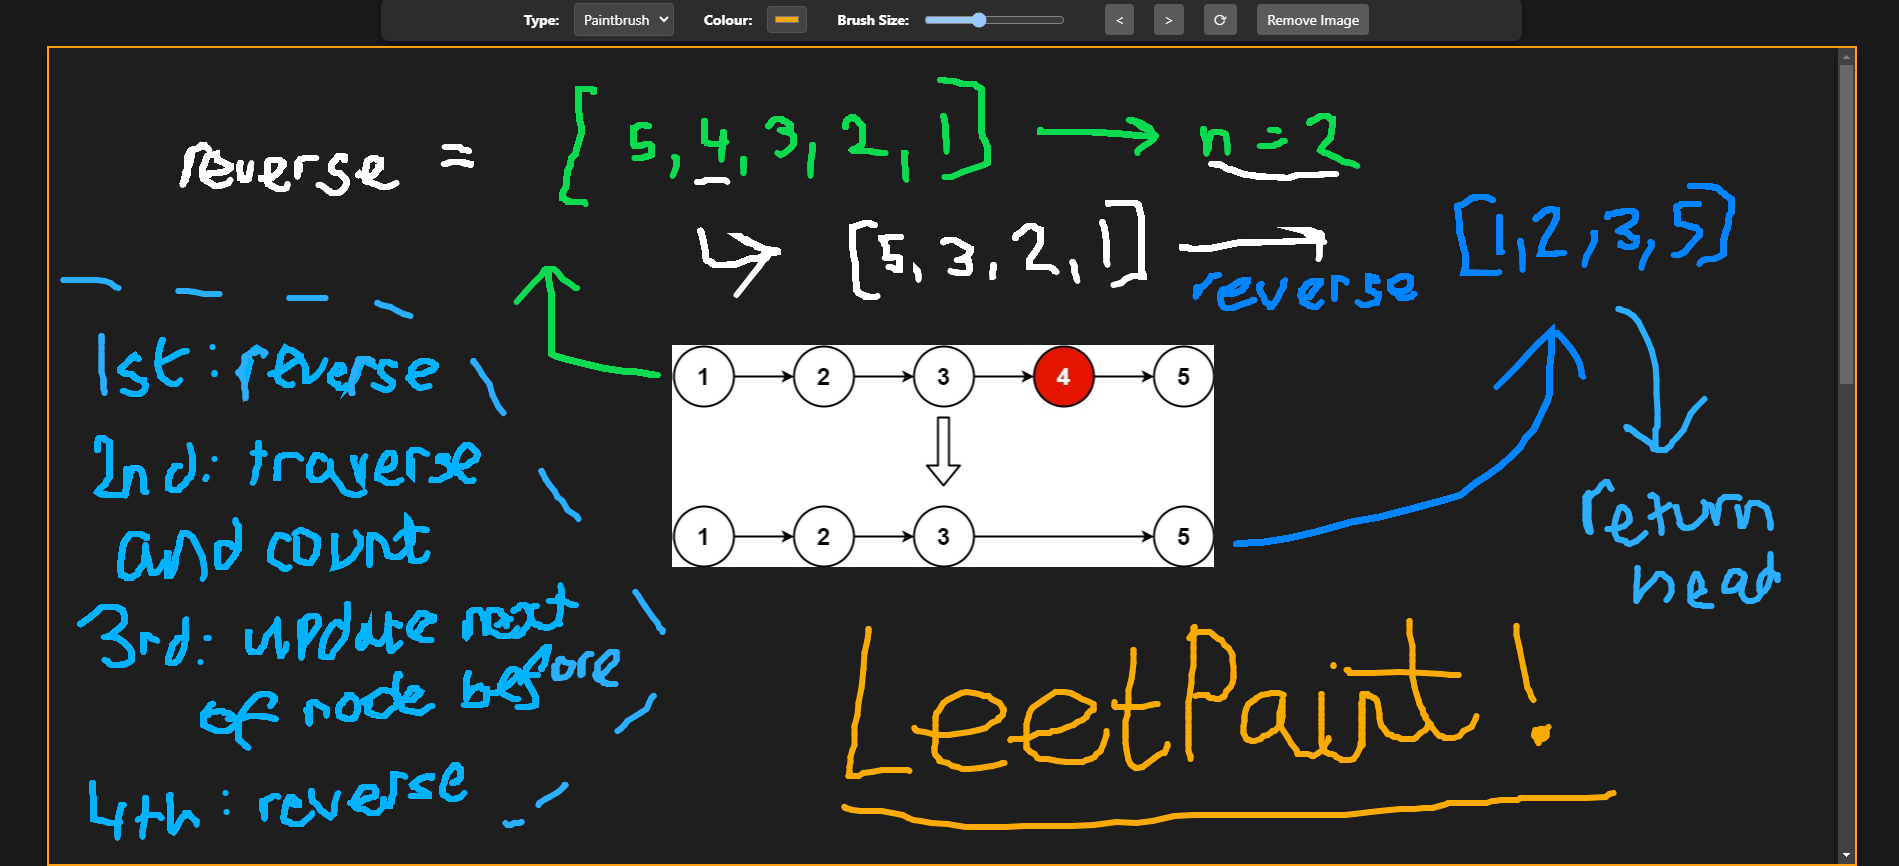 Type: Paintbrush Colour: Brush Size: < > Remove Image
reverse = [5,4,3,2,1] → n = 2
[5,3,2,1] → [1,2,3,5]
reverse
1st: reverse
2nd: traverse
and count
3rd: update next
of node before
4th: reverse
1 2 3 4 5
1 2 3 5
return
head
LeetPaint!